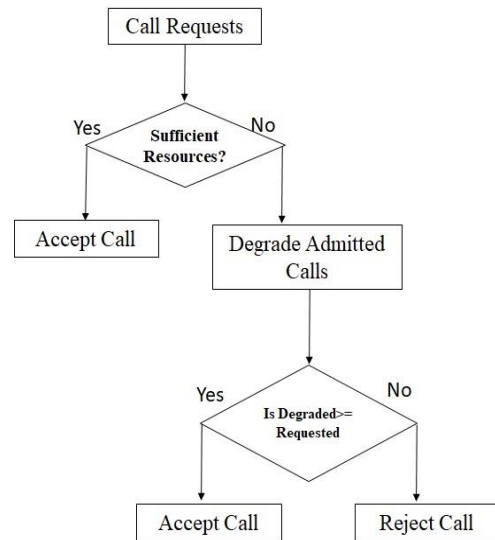 Call Requests
Yes
No
Sufficient
Resources?
Accept Call
Degrade Admitted
Calls
Yes
No
Is Degraded>=
Requested
Accept Call
Reject Call